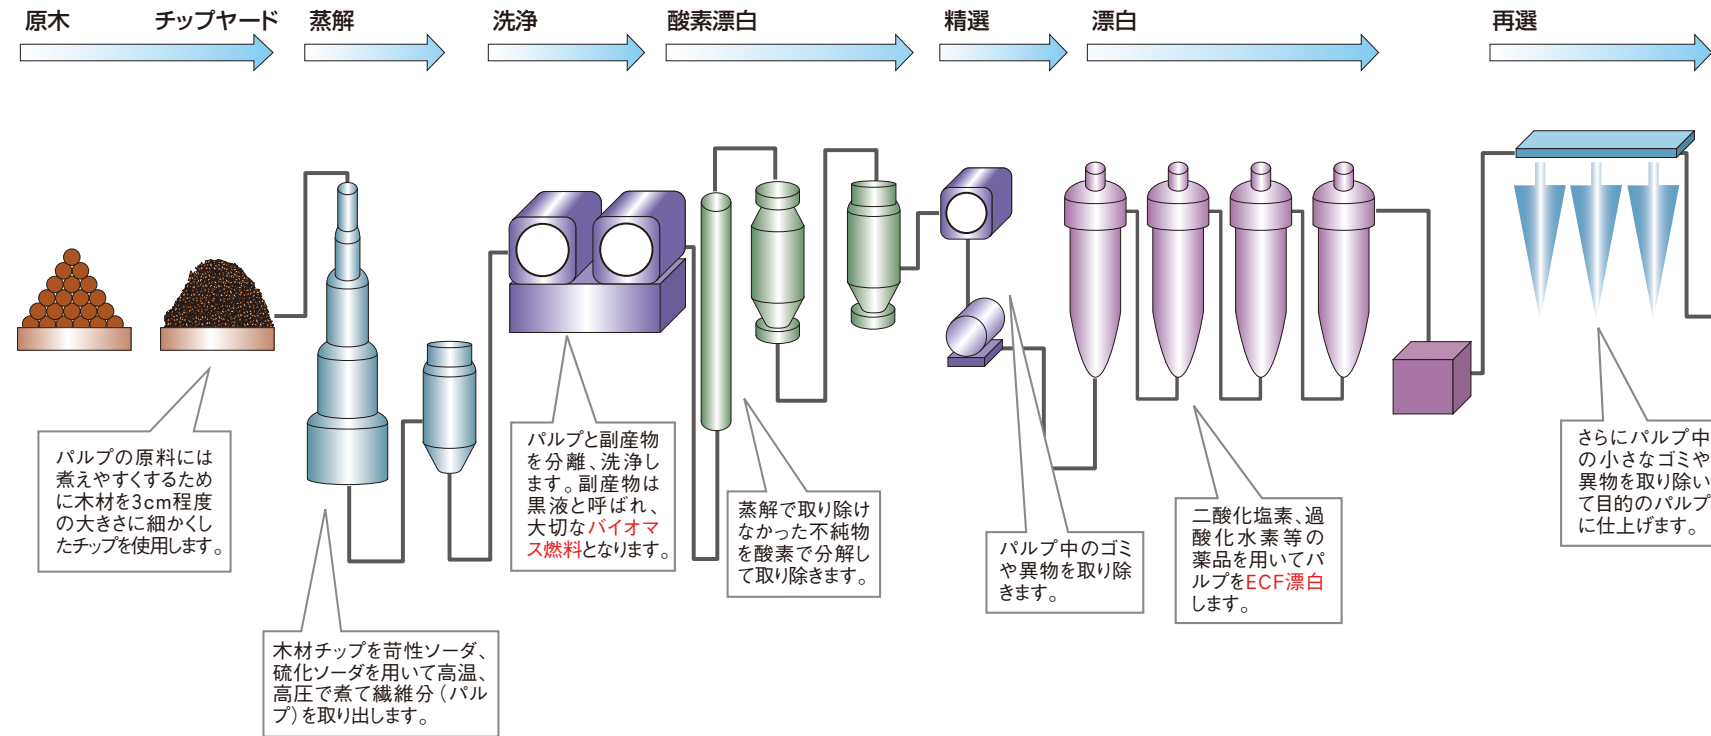 原木
チップヤード
蒸解
洗浄
酸素漂白
精選
漂白
再選
パルプの原料には
煮えやすくするため
に木材を3cm程度
の大きさに細かくし
たチップを使用します。
木材チップを苛性ソーダ、
硫化ソーダを用いて高温、
高圧で煮て繊維分(パル
プ)を取り出します。
パルプと副産物
を分離、洗浄し
ます。副産物は
黒液と呼ばれ、
大切なバイオマ
ス燃料となります。
蒸解で取り除け
なかった不純物
を酸素で分解し
て取り除きます。
パルプ中のゴミ
や異物を取り除
きます。
二酸化塩素、過
酸化水素等の
薬品を用いてパ
ルプをECF漂白
します。
さらにパルプ中
の小さなゴミや
異物を取り除い
て目的のパルプ
に仕上げます。